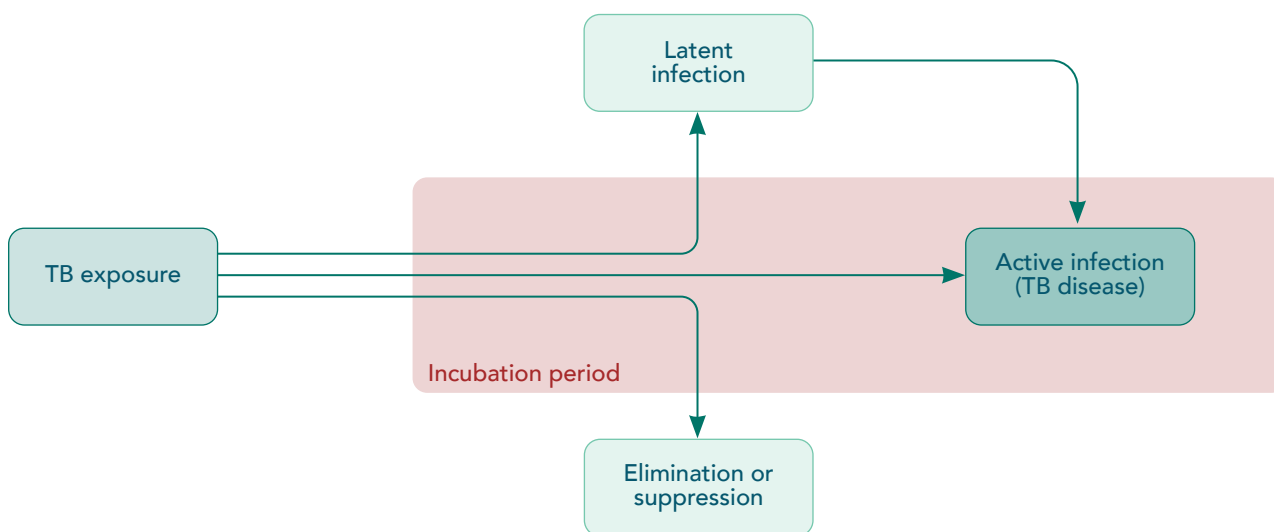 Latent
infection
TB exposure
Active infection
(TB disease)
Incubation period
Elimination or
suppression